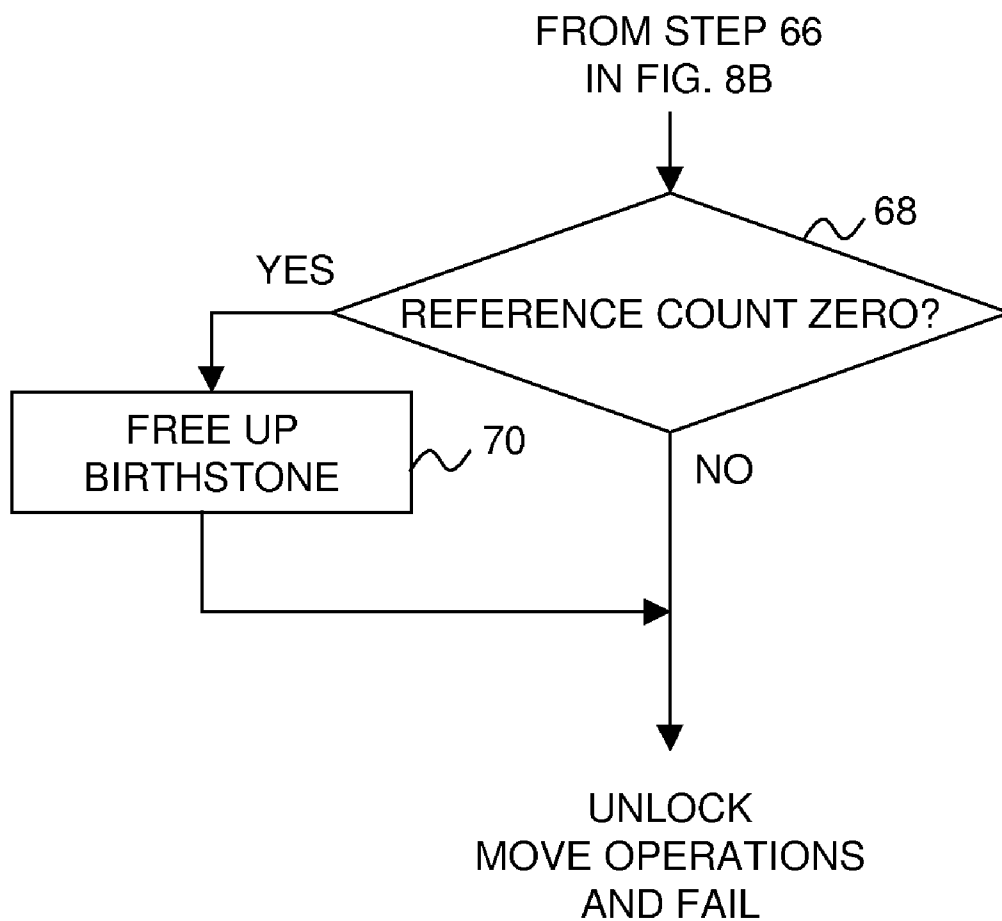 FROM STEP 66
IN FIG. 8B
68
YES
REFERENCE COUNT ZERO?
FREE UP
BIRTHSTONE
70
NO
UNLOCK
MOVE OPERATIONS
AND FAIL